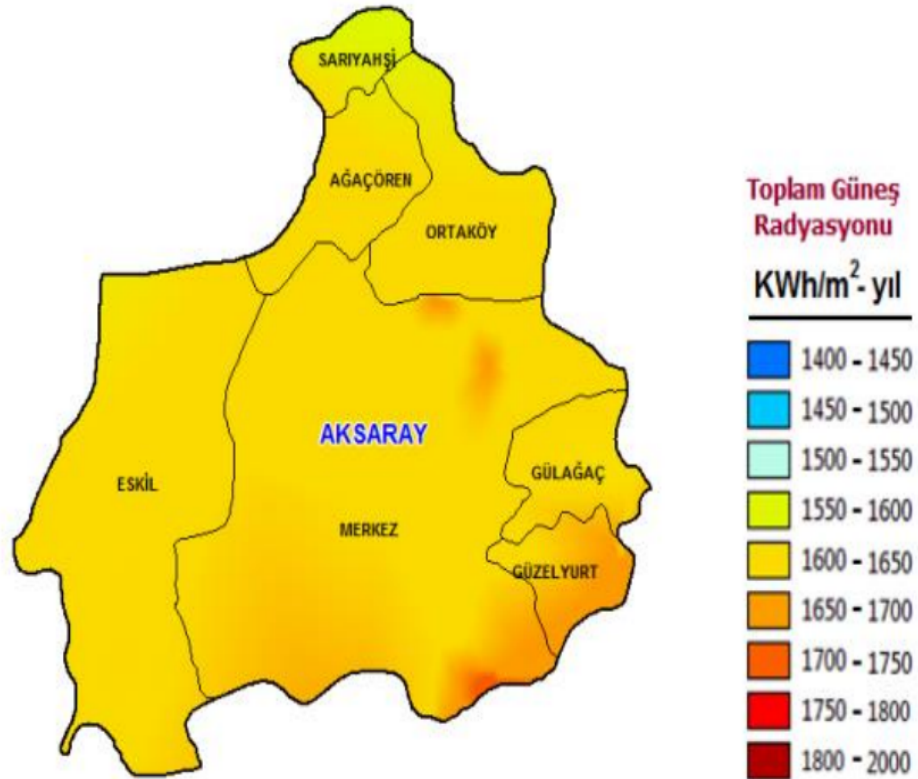 SARIYAHŞİ
AĞAÇÖREN
ORTAKÖY
AKSARAY
ESKİL
MERKEZ
GÜLAĞAÇ
GÜZELYURT
Toplam Güneş
Radyasyonu
KWh/m²- yıl
1400 - 1450
1450 - 1500
1500 - 1550
1550 - 1600
1600 - 1650
1650 - 1700
1700 - 1750
1750 - 1800
1800 - 2000